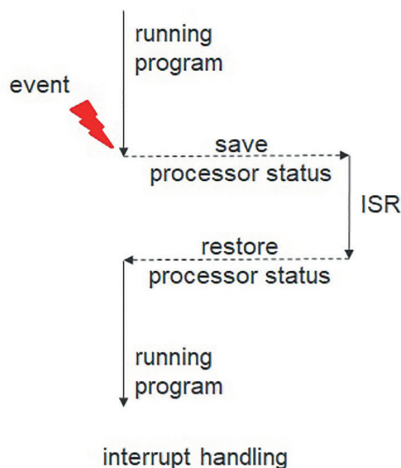 running
program
event
save
processor status
ISR
restore
processor status
running
program
interrupt handling